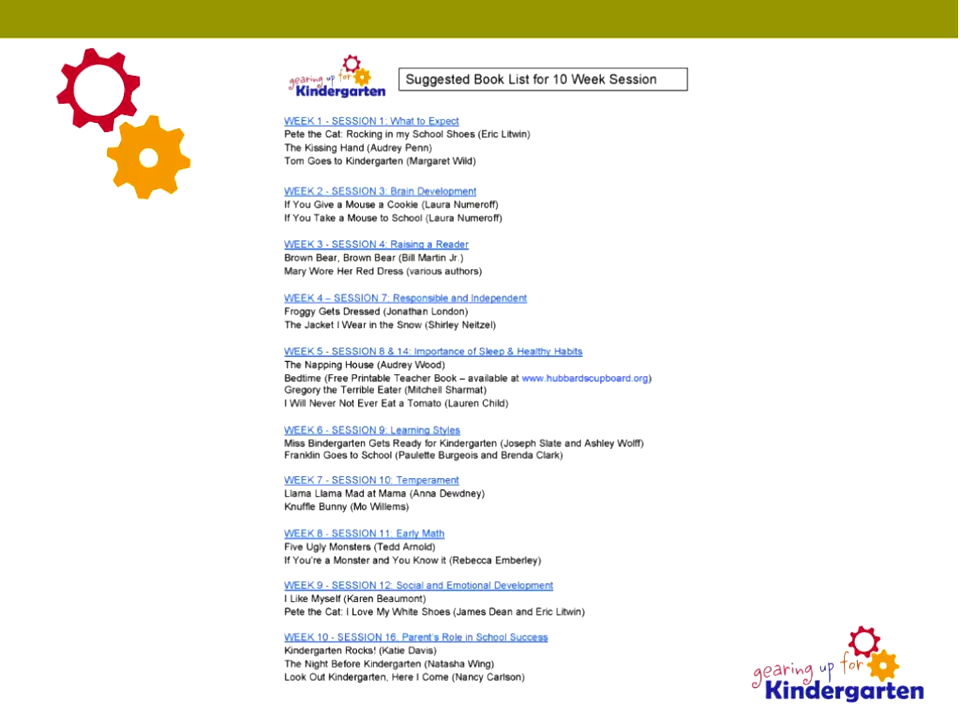 gearing up for
Kindergarten
Suggested Book List for 10 Week Session
WEEK 1 - SESSION 1: What to Expect
Pete the Cat: Rocking in my School Shoes (Eric Litwin)
The Kissing Hand (Audrey Penn)
Tom Goes to Kindergarten (Margaret Wild)
WEEK 2 - SESSION 3: Brain Development
If You Give a Mouse a Cookie (Laura Numeroff)
If You Take a Mouse to School (Laura Numeroff)
WEEK 3 - SESSION 4: Raising a Reader
Brown Bear, Brown Bear (Bill Martin Jr.)
Mary Wore Her Red Dress (various authors)
WEEK 4 – SESSION 7: Responsible and Independent
Froggy Gets Dressed (Jonathan London)
The Jacket I Wear in the Snow (Shirley Neitzel)
WEEK 5 - SESSION 8 & 14: Importance of Sleep & Healthy Habits
The Napping House (Audrey Wood)
Bedtime (Free Printable Teacher Book – available at www.hubbardscupboard.org)
Gregory the Terrible Eater (Mitchell Sharmat)
I Will Never Not Ever Eat a Tomato (Lauren Child)
WEEK 6 - SESSION 9: Learning Styles
Miss Bindergarten Gets Ready for Kindergarten (Joseph Slate and Ashley Wolff)
Franklin Goes to School (Paulette Burgeois and Brenda Clark)
WEEK 7 - SESSION 10: Temperament
Llama Llama Mad at Mama (Anna Dewdney)
Knuffle Bunny (Mo Willems)
WEEK 8 - SESSION 11: Early Math
Five Ugly Monsters (Tedd Arnold)
If You're a Monster and You Know it (Rebecca Emberley)
WEEK 9 - SESSION 12: Social and Emotional Development
I Like Myself (Karen Beaumont)
Pete the Cat: I Love My White Shoes (James Dean and Eric Litwin)
WEEK 10 - SESSION 16: Parent's Role in School Success
Kindergarten Rocks! (Katie Davis)
The Night Before Kindergarten (Natasha Wing)
Look Out Kindergarten, Here I Come (Nancy Carlson)
gearing up for
Kindergarten